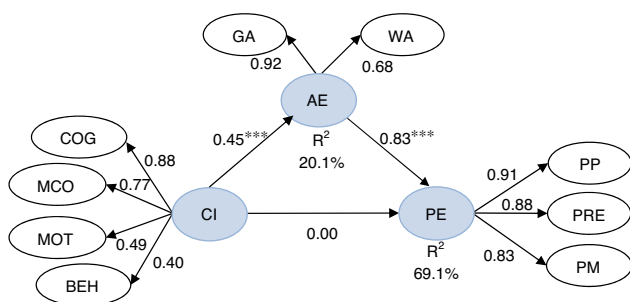 GA
WA
0.92
0.68
AE
COG
0.45***
R²
0.83***
20.1%
0.88
PP
MCO
0.77
0.91
CI
PE
0.88
PRE
MOT
0.49
0.00
R²
0.83
0.40
69.1%
PM
BEH